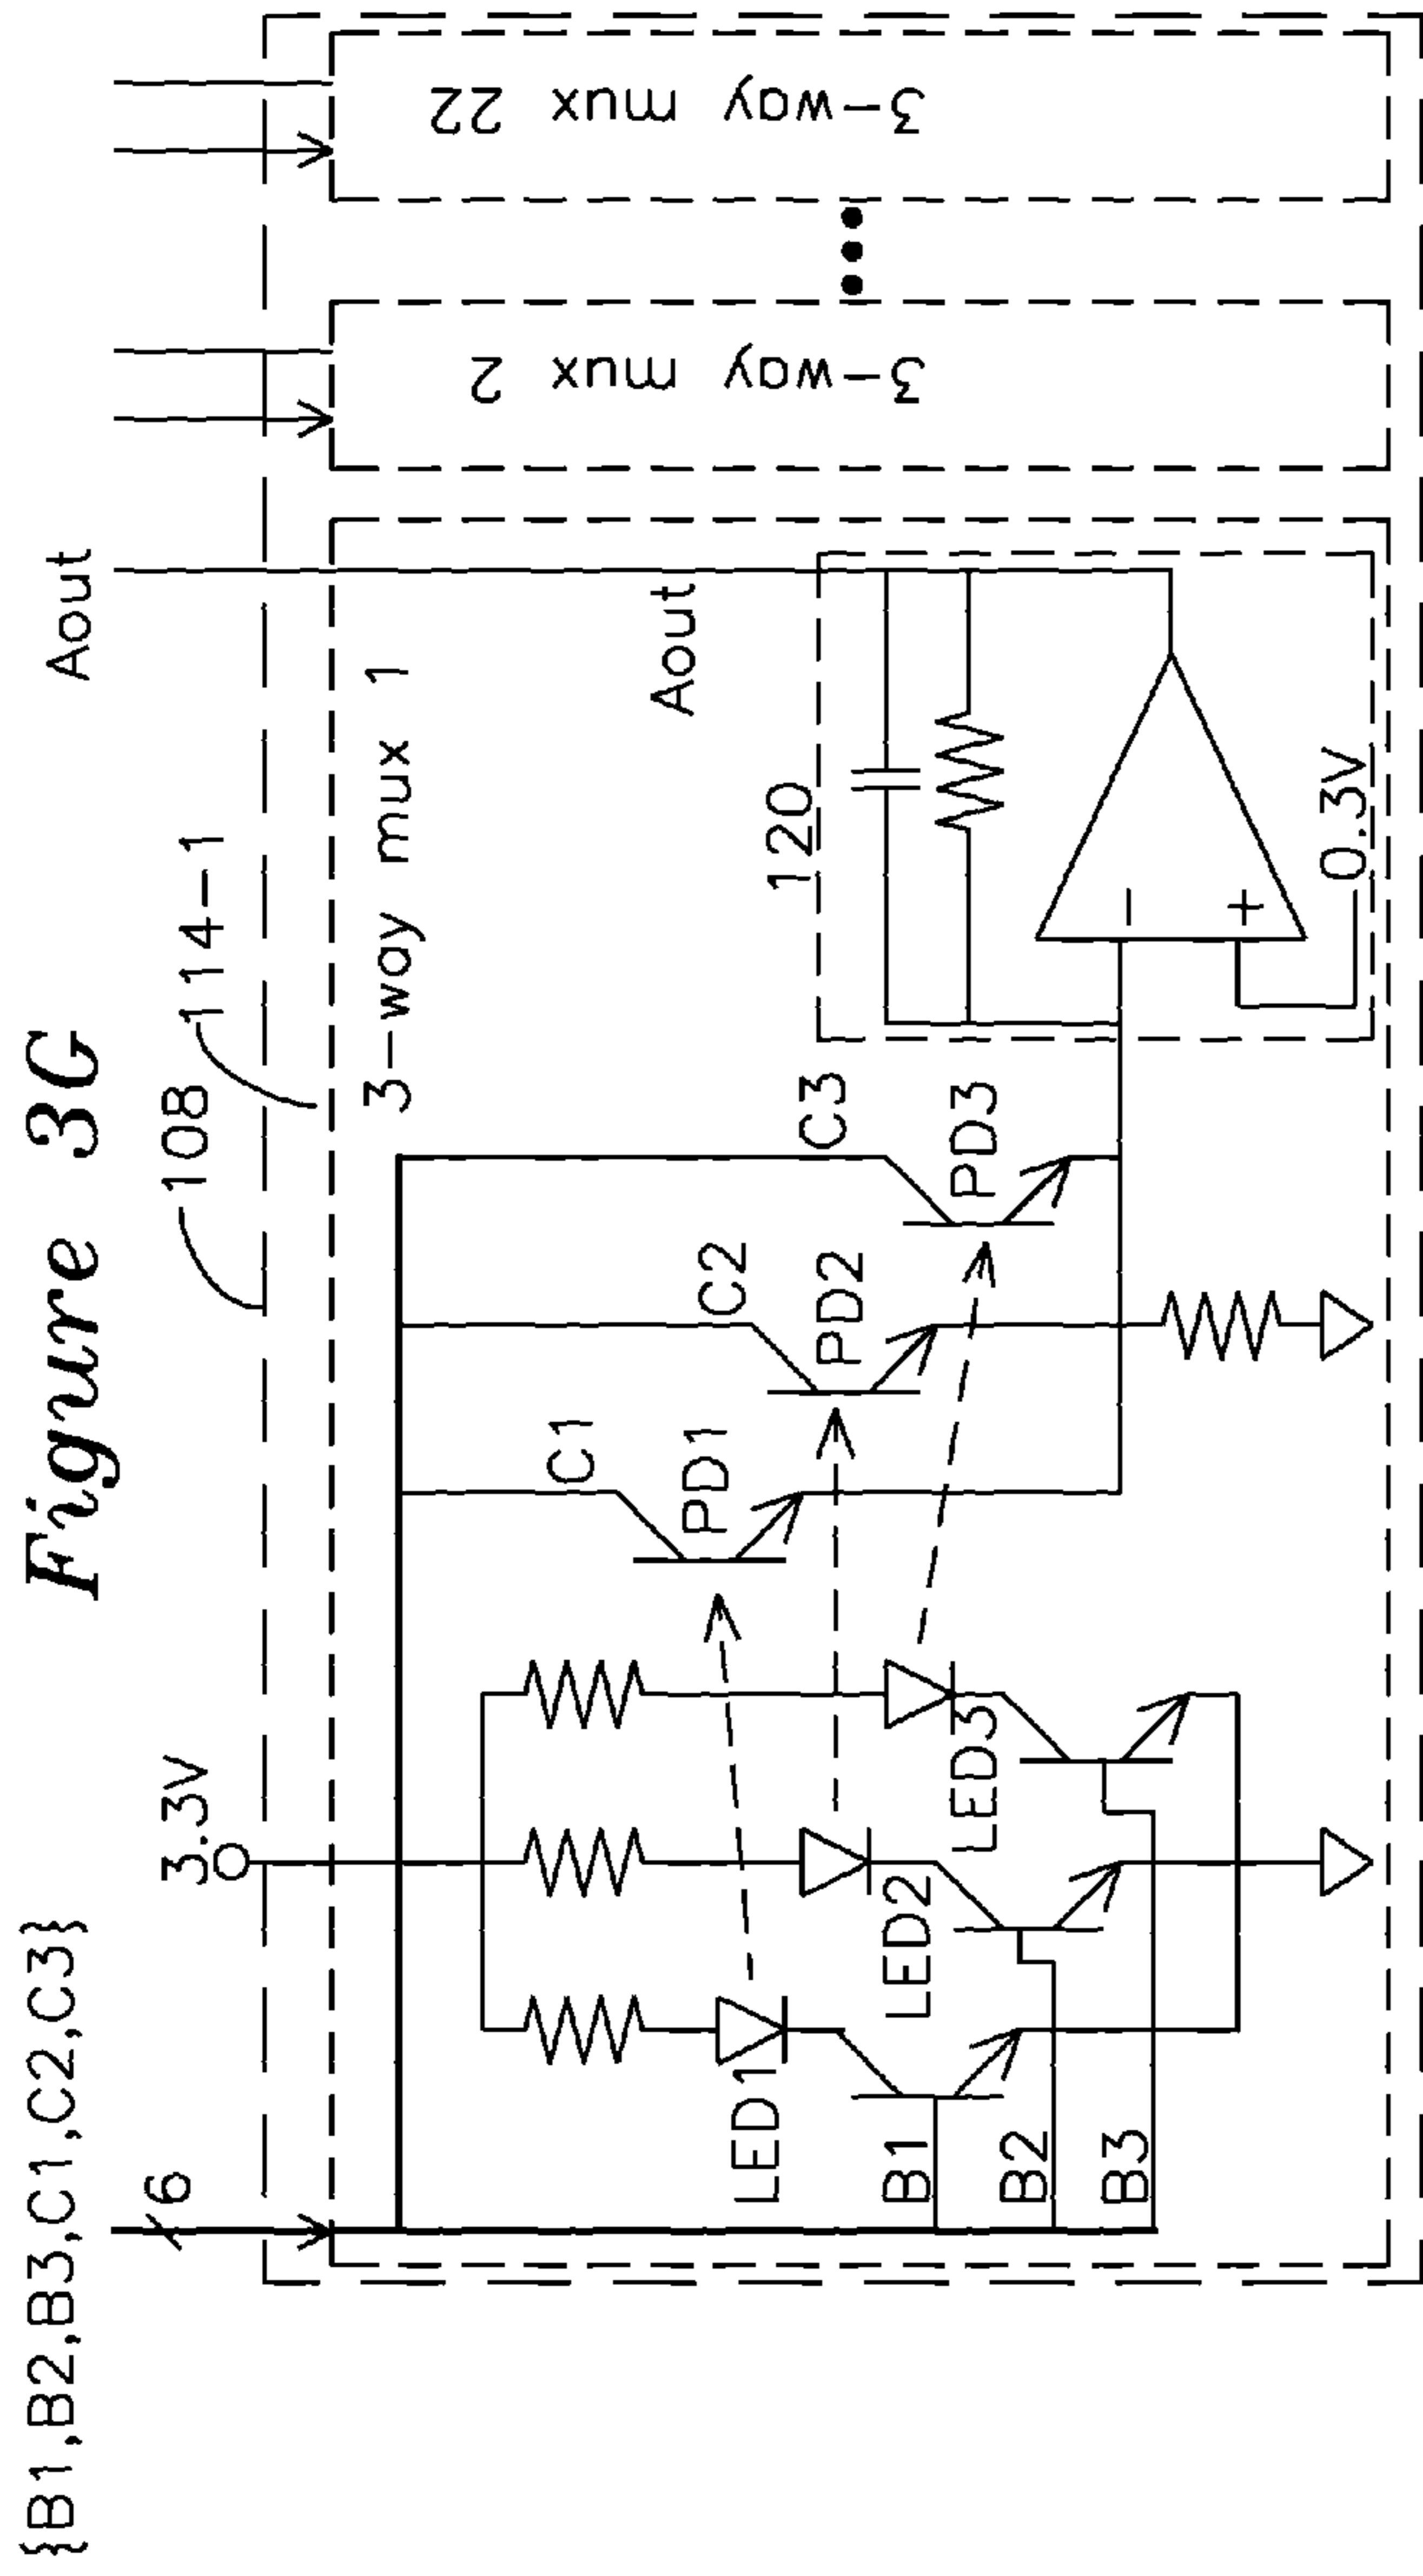 Figure 3G
{B1,B2,B3,C1,C2,C3}
6
3.3V
108
114-1
Aout
3-way mux 1
C1
PD1
C2
PD2
C3
PD3
Aout
120
LED1
LED2
LED3
B1
B2
B3
−
+
0.3V
3-way mux 2
3-way mux 22